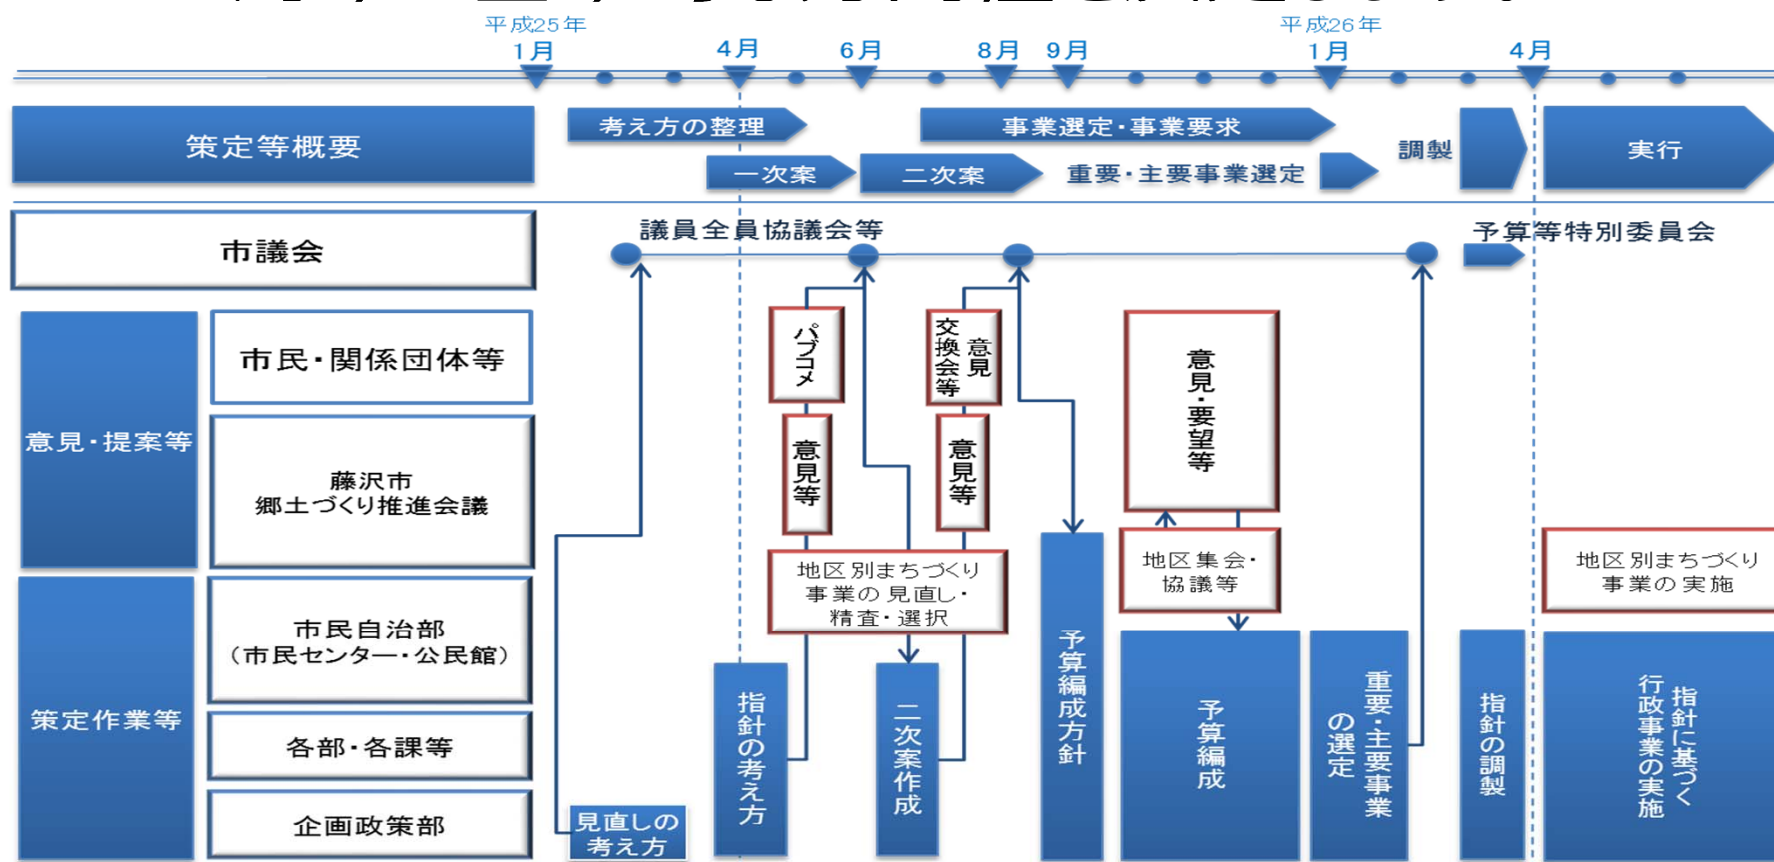 平成25年
平成26年
1月
4月
6月
8月
9月
1月
4月
策定等概要
考え方の整理
事業選定・事業要求
調製
実行
一次案
二次案
重要・主要事業選定
市議会
議員全員協議会等
予算等特別委員会
意見・提案等
市民・関係団体等
藤沢市
郷土づくり推進会議
パブコメ
意見
交換会等
意見・要望等
意見等
意見等
地区別まちづくり
事業の見直し・
精査・選択
地区集会・
協議等
地区別まちづくり
事業の実施
策定作業等
市民自治部
（市民センター・公民館）
各部・各課等
企画政策部
見直しの
考え方
指針の考え方
二次案作成
予算編成方針
予算編成
重要・主要事業
の選定
指針の調製
指針に基づく
行政事業の実施